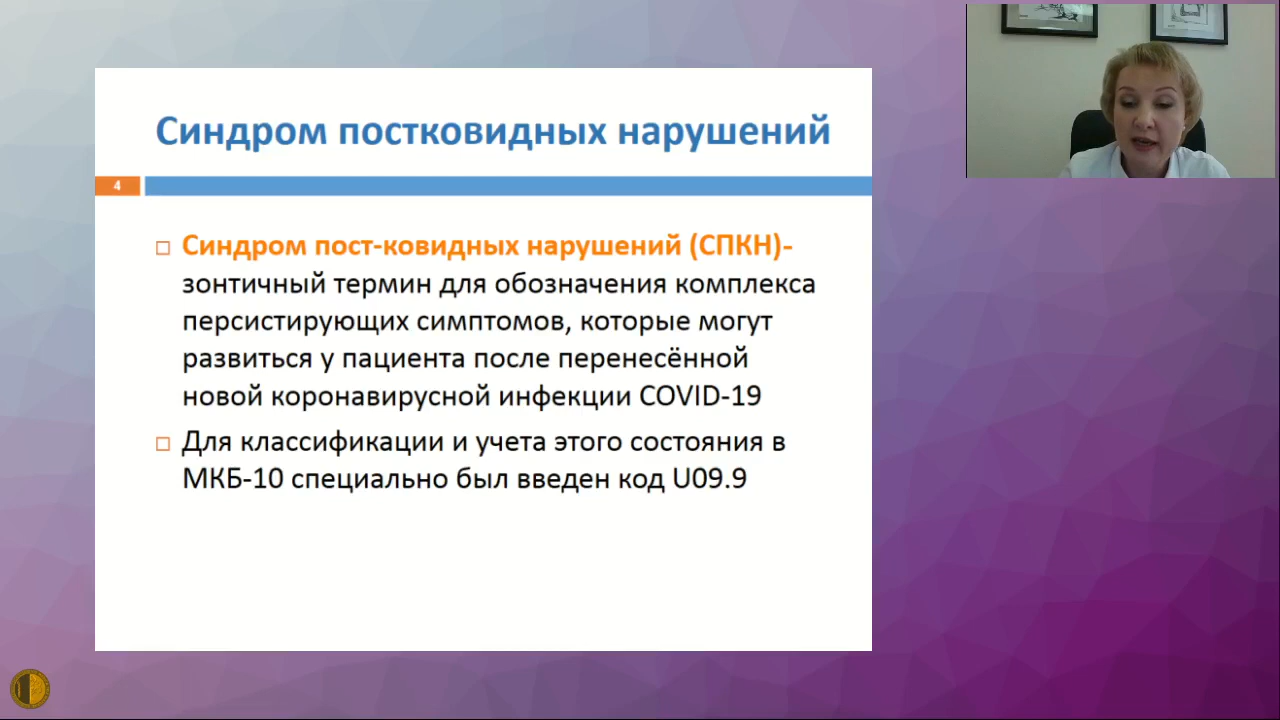 Синдром постковидных нарушений
4
Синдром пост-ковидных нарушений (СПКН)-
зонтичный термин для обозначения комплекса
персистирующих симптомов, которые могут
развиться у пациента после перенесённой
новой коронавирусной инфекции COVID-19
Для классификации и учета этого состояния в
МКБ-10 специально был введен код U09.9